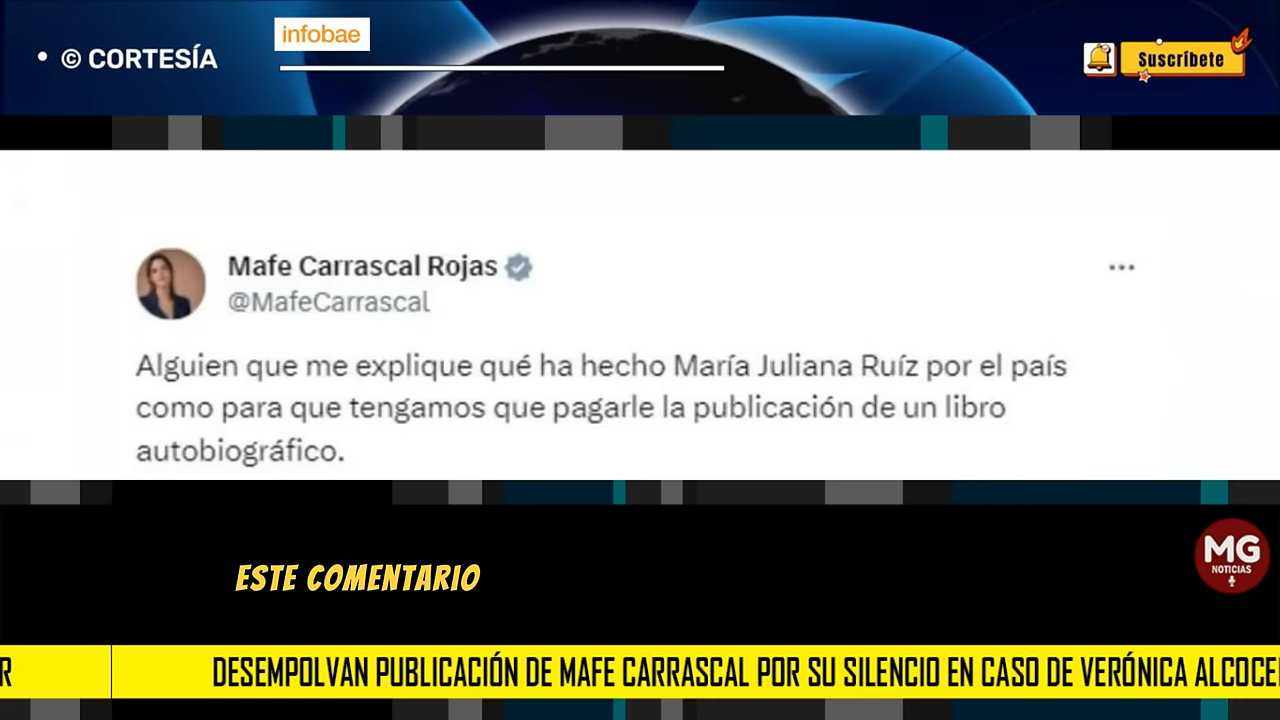 infobae
• © CORTESÍA
Suscríbete
Mafe Carrascal Rojas
@MafeCarrascal
Alguien que me explique qué ha hecho María Juliana Ruíz por el país
como para que tengamos que pagarle la publicación de un libro
autobiográfico.
MG
NOTICIAS
ESTE COMENTARIO
R
DESEMPOLVAN PUBLICACIÓN DE MAFE CARRASCAL POR SU SILENCIO EN CASO DE VERÓNICA ALCOCE